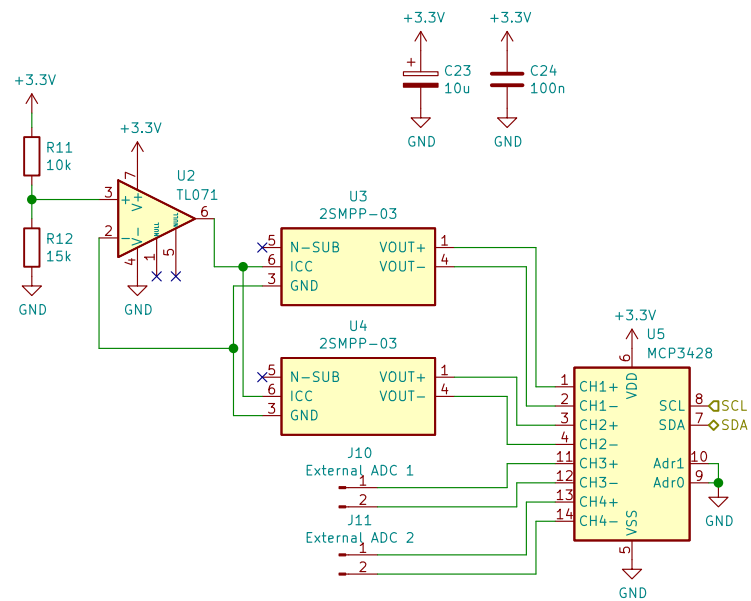 +3.3V
+3.3V
+
C23
10u
C24
100n
GND
GND
+3.3V
R11
10k
+3.3V
U2
TL071
7
3
+
V+
NULL
NULL
6
2
-
V-
4
1
5
R12
15k
GND
GND
U3
2SMPP-03
5
N-SUB
VOUT+
1
6
ICC
VOUT-
4
3
GND
U4
2SMPP-03
5
N-SUB
VOUT+
1
6
ICC
VOUT-
4
3
GND
+3.3V
U5
MCP3428
6
VDD
1
CH1+
2
CH1-
3
CH2+
4
CH2-
11
CH3+
12
CH3-
13
CH4+
14
CH4-
SCL
8
SCL
SDA
7
SDA
Adr1
10
Adr0
9
GND
VSS
5
GND
J10
External ADC 1
1
2
J11
External ADC 2
1
2